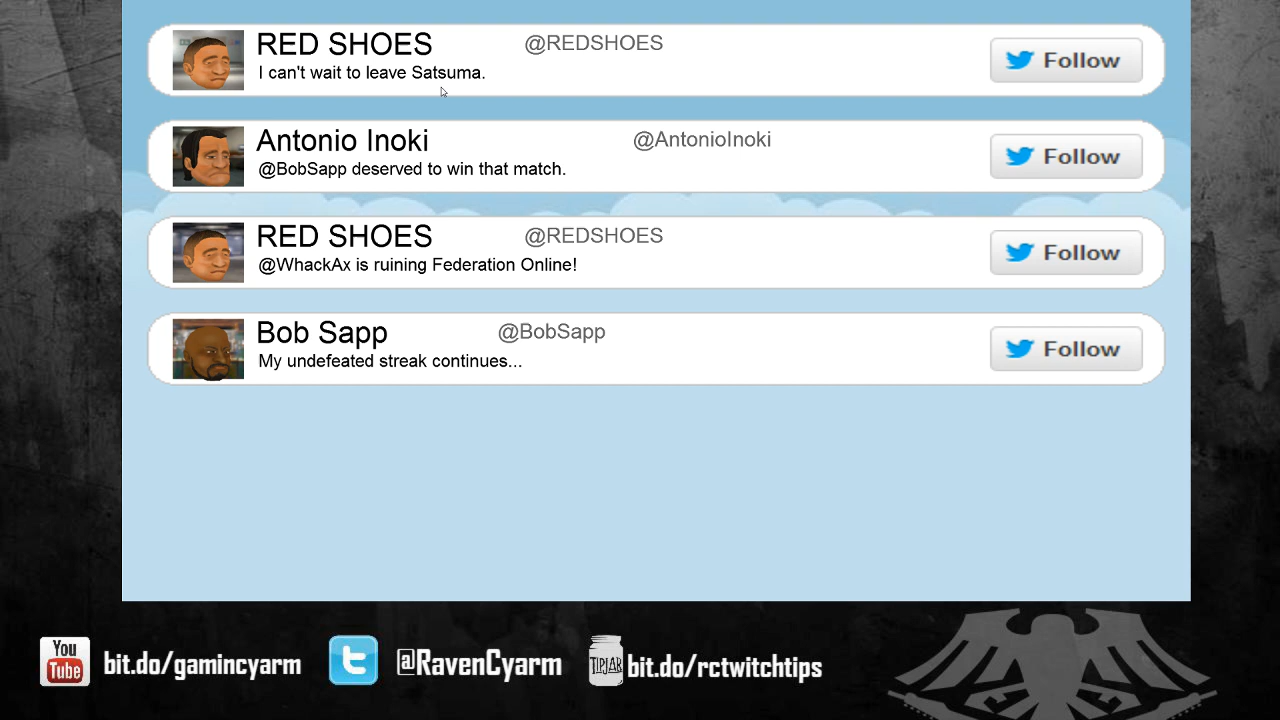 RED SHOES @REDSHOES Follow
I can't wait to leave Satsuma.
Antonio Inoki @AntonioInoki Follow
@BobSapp deserved to win that match.
RED SHOES @REDSHOES Follow
@WhackAx is ruining Federation Online!
Bob Sapp @BobSapp Follow
My undefeated streak continues...
You
Tube
bit.do/gamincyarm
@RavenCyarm
TIPJAR
bit.do/rctwitchtips